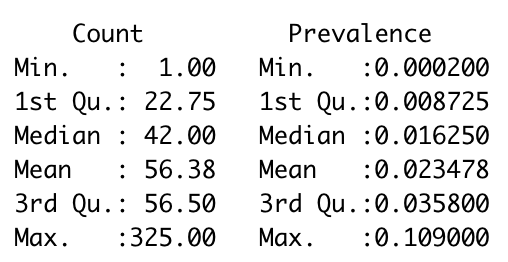 Count Prevalence
Min. : 1.00 Min. :0.000200
1st Qu.: 22.75 1st Qu.:0.008725
Median : 42.00 Median :0.016250
Mean : 56.38 Mean :0.023478
3rd Qu.: 56.50 3rd Qu.:0.035800
Max. :325.00 Max. :0.109000